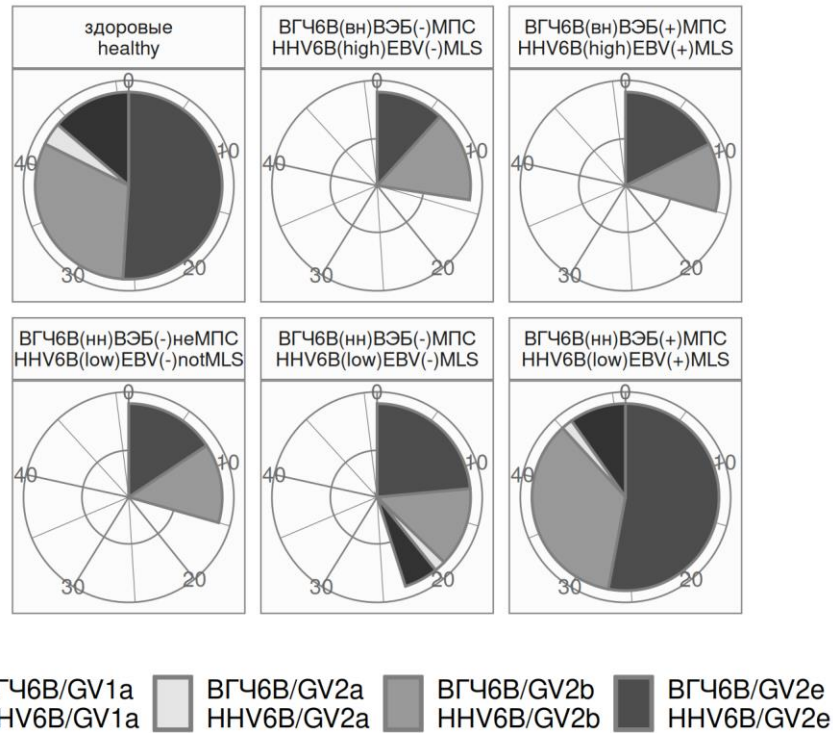 здоровые
healthy
ВГЧ6В(вн)ВЭБ(-)МПС
HHV6B(high)EBV(-)MLS
ВГЧ6В(вн)ВЭБ(+)МПС
HHV6B(high)EBV(+)MLS
0
10
20
30
40
0
10
20
30
40
0
10
20
30
40
ВГЧ6В(нн)ВЭБ(-)неМПС
HHV6B(low)EBV(-)notMLS
ВГЧ6В(нн)ВЭБ(-)МПС
HHV6B(low)EBV(-)MLS
ВГЧ6В(нн)ВЭБ(+)МПС
HHV6B(low)EBV(+)MLS
0
10
20
30
40
0
10
20
30
40
0
10
20
30
40
ГЧ6В/GV1a ВГЧ6В/GV2a ВГЧ6В/GV2b ВГЧ6В/GV2e
HV6B/GV1a HHV6B/GV2a HHV6B/GV2b HHV6B/GV2e